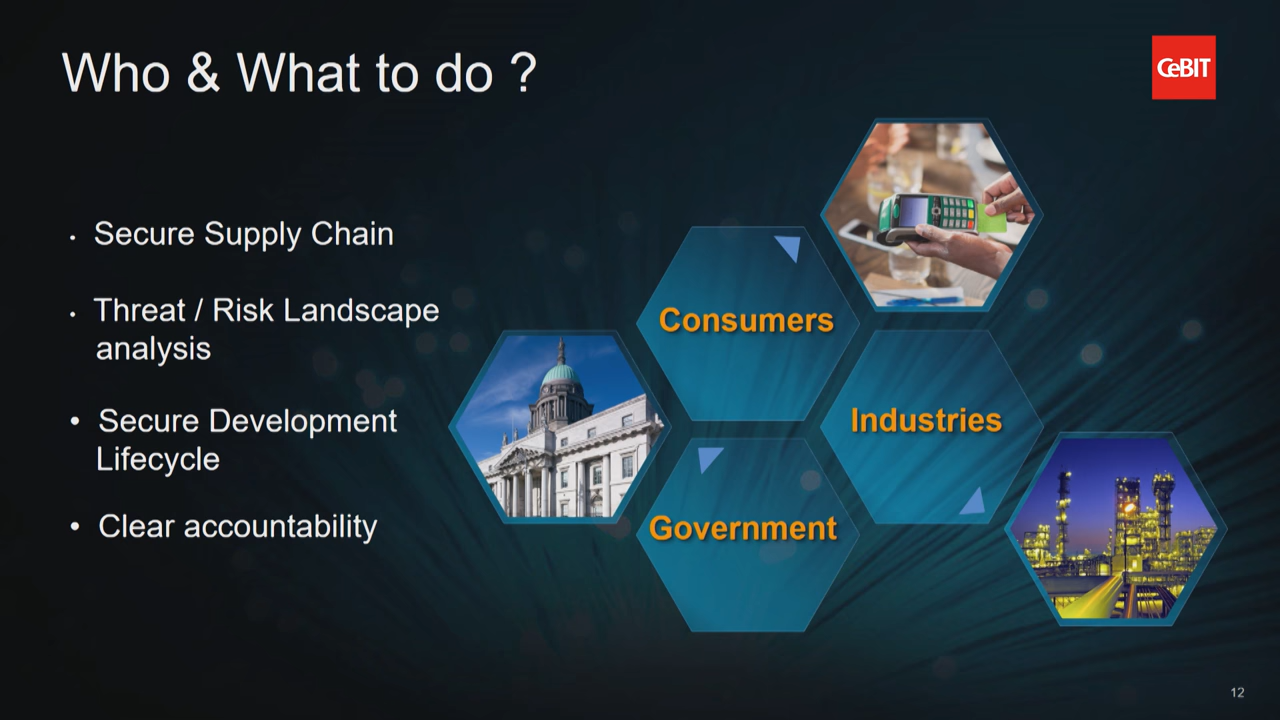 Who & What to do ?
CeBIT
• Secure Supply Chain
• Threat / Risk Landscape
analysis
• Secure Development
Lifecycle
• Clear accountability
Consumers
Industries
Government
12